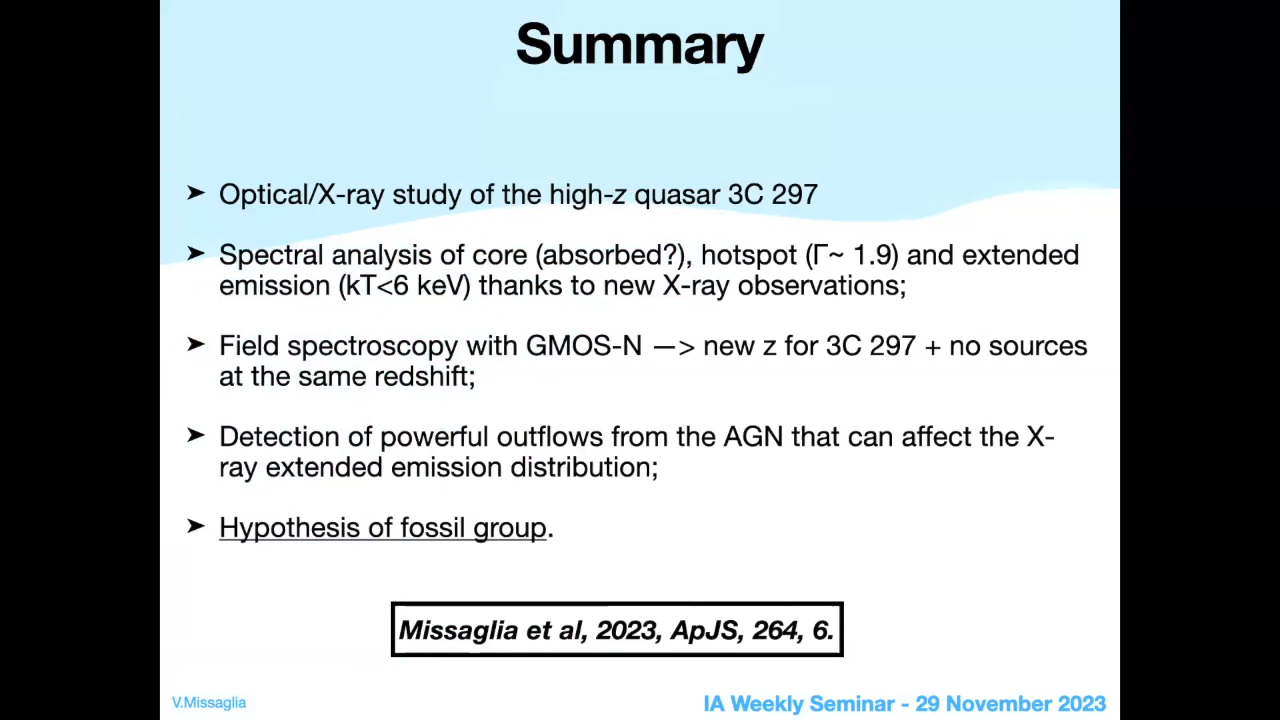 Summary
➤ Optical/X-ray study of the high-z quasar 3C 297
➤ Spectral analysis of core (absorbed?), hotspot (Γ~ 1.9) and extended
emission (kT<6 keV) thanks to new X-ray observations;
➤ Field spectroscopy with GMOS-N —> new z for 3C 297 + no sources
at the same redshift;
➤ Detection of powerful outflows from the AGN that can affect the X-
ray extended emission distribution;
➤ Hypothesis of fossil group.
Missaglia et al, 2023, ApJS, 264, 6.
V.Missaglia
IA Weekly Seminar - 29 November 2023